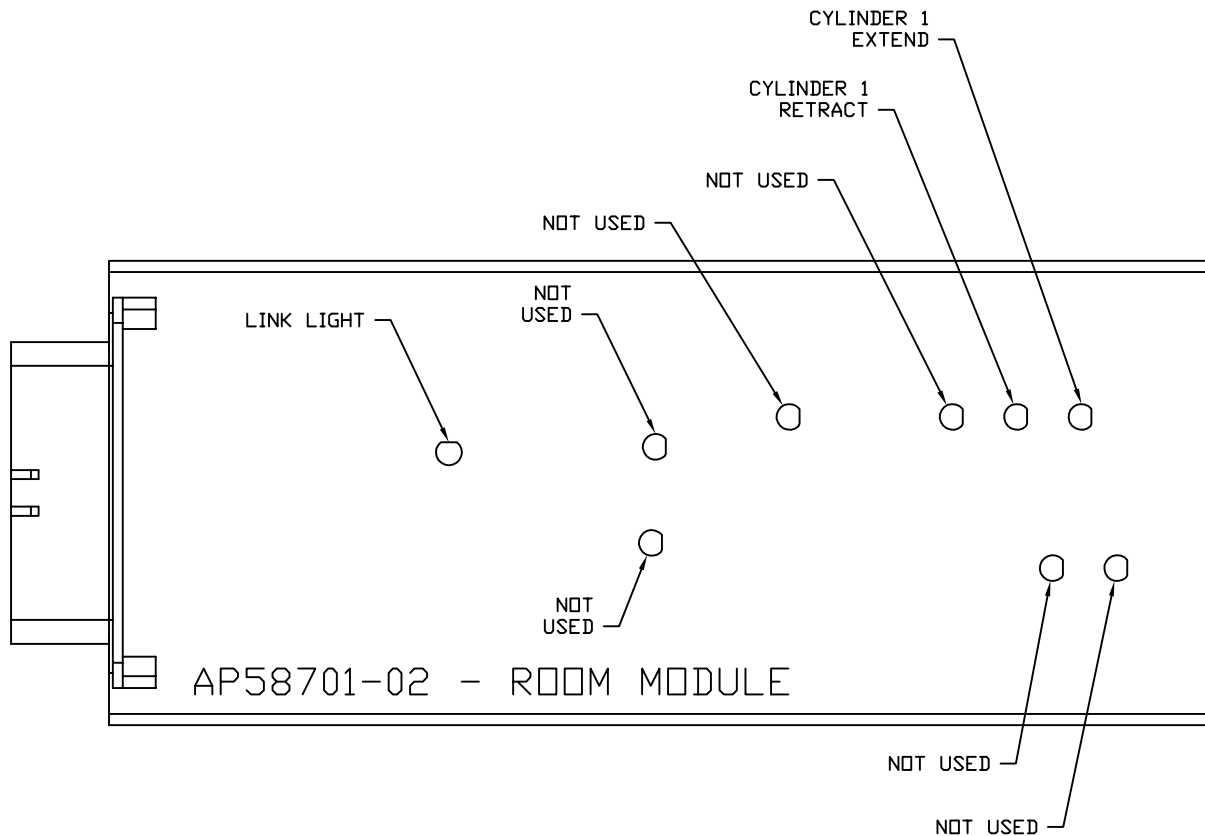 CYLINDER 1
EXTEND
CYLINDER 1
RETRACT
NOT USED
NOT USED
NOT
USED
LINK LIGHT
NOT
USED
AP58701-02 - ROOM MODULE
NOT USED
NOT USED